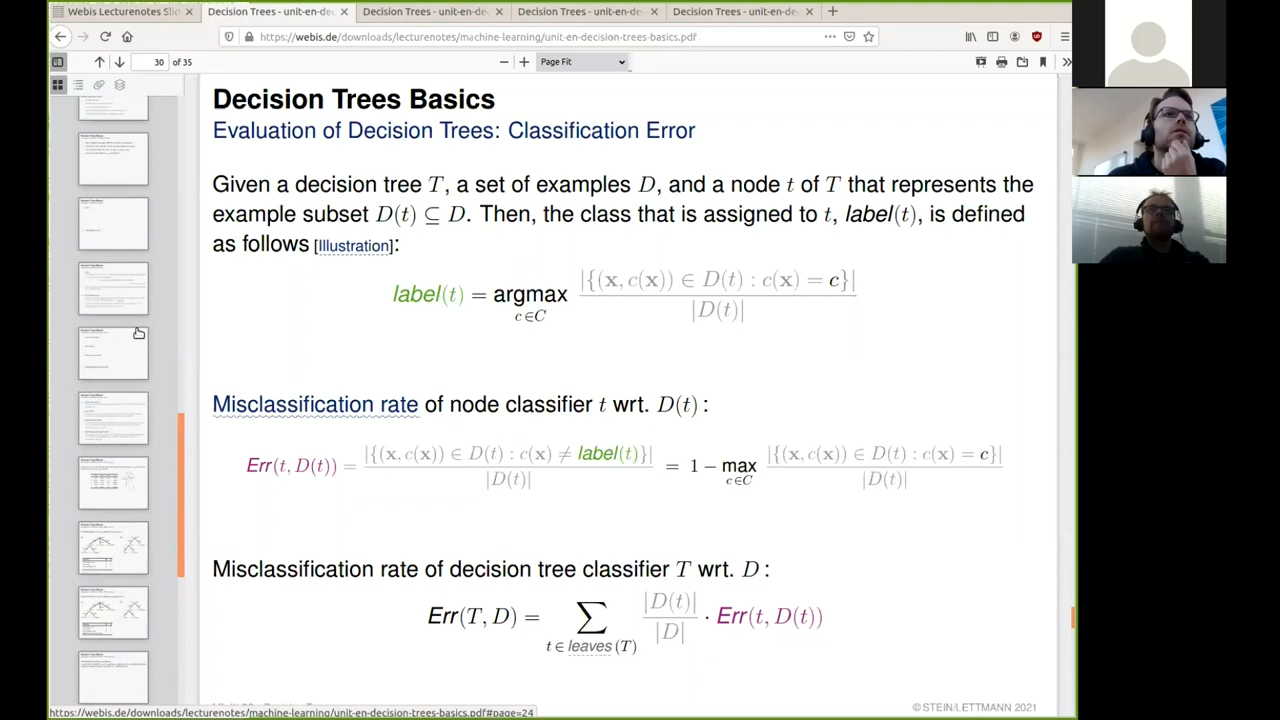 Webis Lecturenotes Slid
Decision Trees - unit-en-de
Decision Trees - unit-en-de
Decision Trees - unit-en-de
Decision Trees - unit-en-de
https://webis.de/downloads/lecturenotes/machine-learning/unit-en-decision-trees-basics.pdf
30 of 35
Page Fit
Decision Trees Basics
Evaluation of Decision Trees: Classification Error
Given a decision tree T, a set of examples D, and a node t of T that represents the
example subset D(t) ⊆ D. Then, the class that is assigned to t, label(t), is defined
as follows [Illustration]:
label(t) = argmax c∈C |{(x, c(x)) ∈ D(t) : c(x) = c}| / |D(t)|
Misclassification rate of node classifier t wrt. D(t) :
Err(t, D(t)) = |{(x, c(x)) ∈ D(t) : c(x) ≠ label(t)}| / |D(t)| = 1 − max c∈C |{(x, c(x)) ∈ D(t) : c(x) = c}| / |D(t)|
Misclassification rate of decision tree classifier T wrt. D :
Err(T, D) = ∑ t∈leaves(T) |D(t)| / |D| · Err(t, D(t))
© STEIN/LETTMANN 2021
https://webis.de/downloads/lecturenotes/machine-learning/unit-en-decision-trees-basics.pdf#page=24